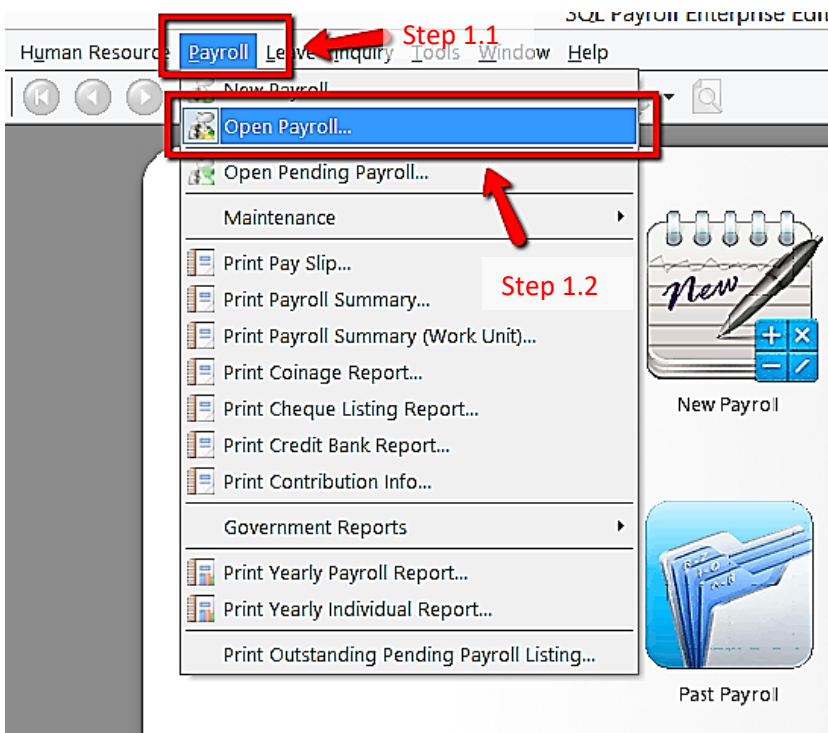 SQL Payroll Enterprise Edit
Human Resource Payroll Leave Inquiry Tools Window Help
Step 1.1
New Payroll
Open Payroll...
Open Pending Payroll...
Maintenance
Print Pay Slip...
Step 1.2
Print Payroll Summary...
Print Payroll Summary (Work Unit)...
Print Coinage Report...
Print Cheque Listing Report...
Print Credit Bank Report...
Print Contribution Info...
Government Reports
Print Yearly Payroll Report...
Print Yearly Individual Report...
Print Outstanding Pending Payroll Listing...
New
New Payroll
Past Payroll